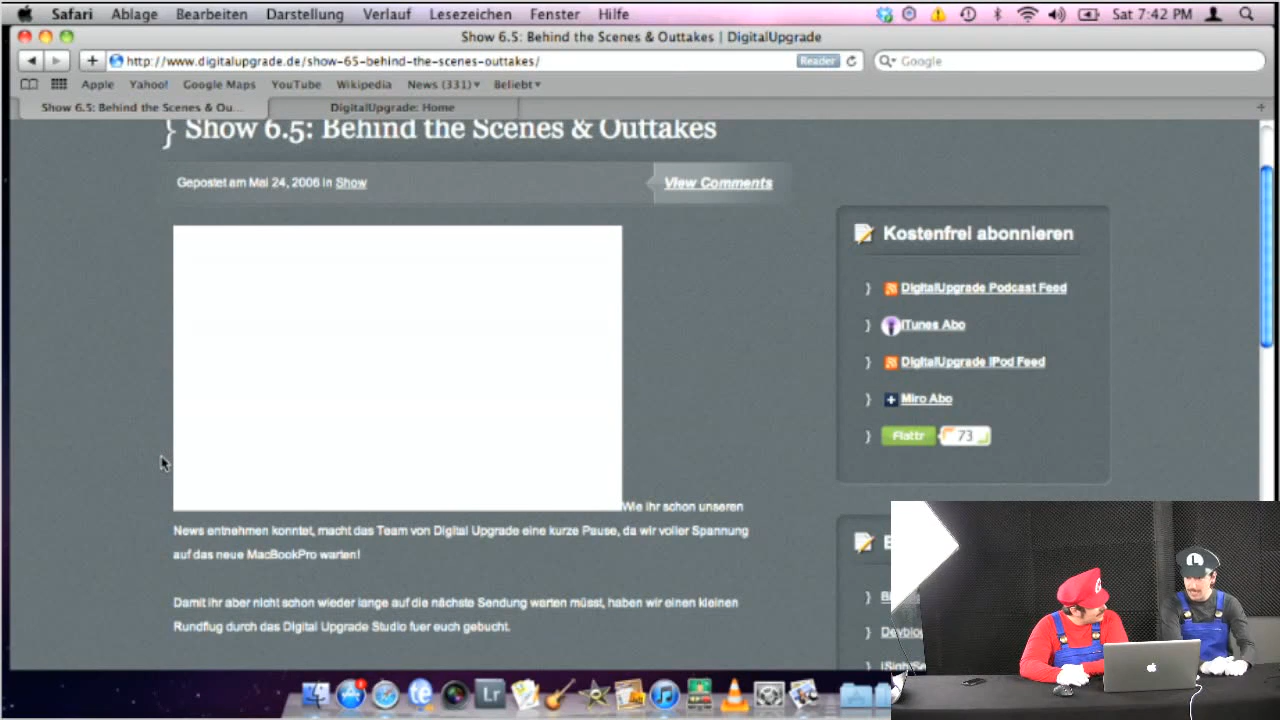 Safari Ablage Bearbeiten Darstellung Verlauf Lesezeichen Fenster Hilfe Sat 7:42 PM
Show 6.5: Behind the Scenes & Outtakes | DigitalUpgrade
http://www.digitalupgrade.de/show-65-behind-the-scenes-outtakes/ Reader Google
Apple Yahoo! Google Maps YouTube Wikipedia News (331) Beliebt
Show 6.5: Behind the Scenes & Ou... DigitalUpgrade: Home
} Show 6.5: Behind the Scenes & Outtakes
Gepostet am Mai 24, 2006 in Show View Comments
Kostenfrei abonnieren
} DigitalUpgrade Podcast Feed
} iTunes Abo
} DigitalUpgrade iPod Feed
} Miro Abo
} Flattr 73
Wie ihr schon unseren
News entnehmen konntet, macht das Team von Digital Upgrade eine kurze Pause, da wir voller Spannung
auf das neue MacBookPro warten!
Damit ihr aber nicht schon wieder lange auf die nächste Sendung warten müsst, haben wir einen kleinen
Rundflug durch das Digital Upgrade Studio fuer euch gebucht.
te
Lr
L